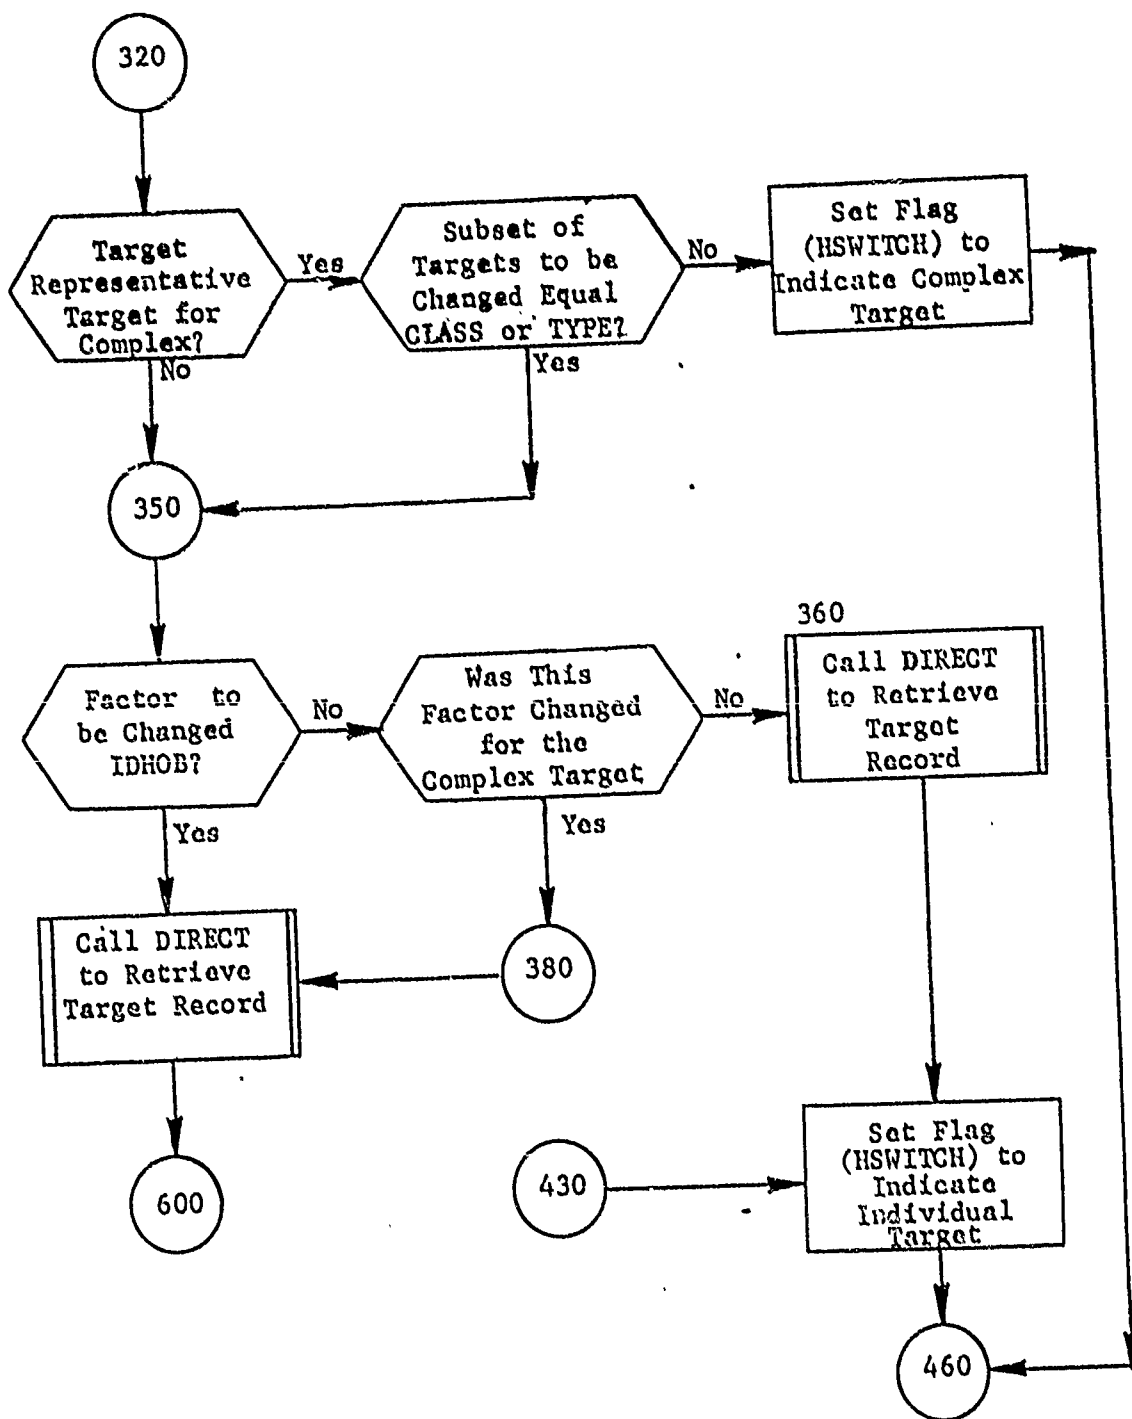 320
Target
Representative
Target for
Complex?
Yes
No
Subset of
Targets to be
Changed Equal
CLASS or TYPE?
No
Yes
Set Flag
(HSWITCH) to
Indicate Complex
Target
350
Factor to
be Changed
IDHOB?
No
Yes
Was This
Factor Changed
for the
Complex Target
No
Yes
360
Call DIRECT
to Retrieve
Target
Record
Call DIRECT
to Retrieve
Target Record
380
600
430
Set Flag
(HSWITCH) to
Indicate
Individual
Target
460